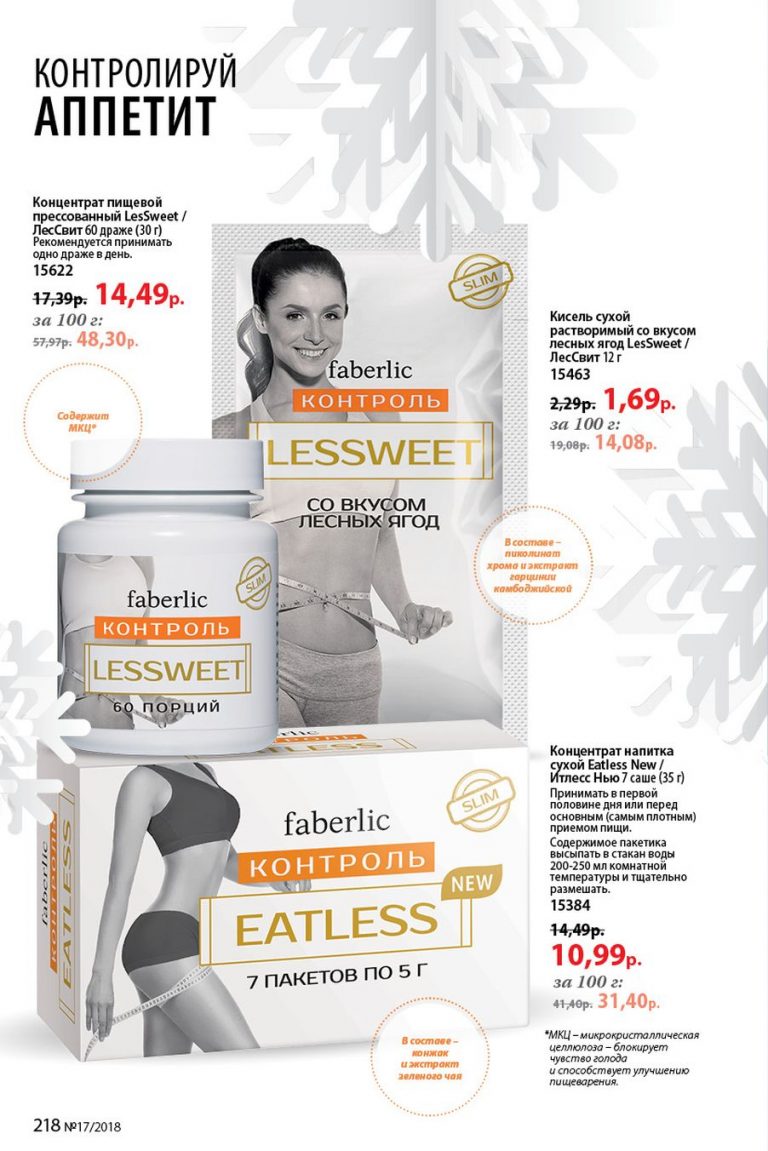 КОНТРОЛИРУЙ
АППЕТИТ
Концентрат пищевой
прессованный LesSweet /
ЛесСвит 60 драже (30 г)
Рекомендуется принимать
одно драже в день.
15622
17,39р. 14,49р.
за 100 г:
57,97р. 48,30р.
Содержит
МКЦ*
SLIM
faberlic
КОНТРОЛЬ
LESSWEET
СО ВКУСОМ
ЛЕСНЫХ ЯГОД
Кисель сухой
растворимый со вкусом
лесных ягод LesSweet /
ЛесСвит 12 г
15463
2,29р. 1,69р.
за 100 г:
19,08р. 14,08р.
В составе –
пиколинат
хрома и экстракт
гарцинии
камбоджийской
SLIM
faberlic
КОНТРОЛЬ
LESSWEET
60 ПОРЦИЙ
КОНТРОЛЬ
faberlic
КОНТРОЛЬ
EATLESS
SLIM
faberlic
КОНТРОЛЬ
NEW
EATLESS
7 ПАКЕТОВ ПО 5 Г
Концентрат напитка
сухой Eatless New /
Итлесс Нью 7 саше (35 г)
Принимать в первой
половине дня или перед
основным (самым плотным)
приемом пищи.
Содержимое пакетика
высыпать в стакан воды
200-250 мл комнатной
температуры и тщательно
размешать.
15384
14,49р.
10,99р.
за 100 г:
41,40р. 31,40р.
В составе –
конжак
и экстракт
зеленого чая
*МКЦ – микрокристаллическая
целлюлоза – блокирует
чувство голода
и способствует улучшению
пищеварения.
218 №17/2018